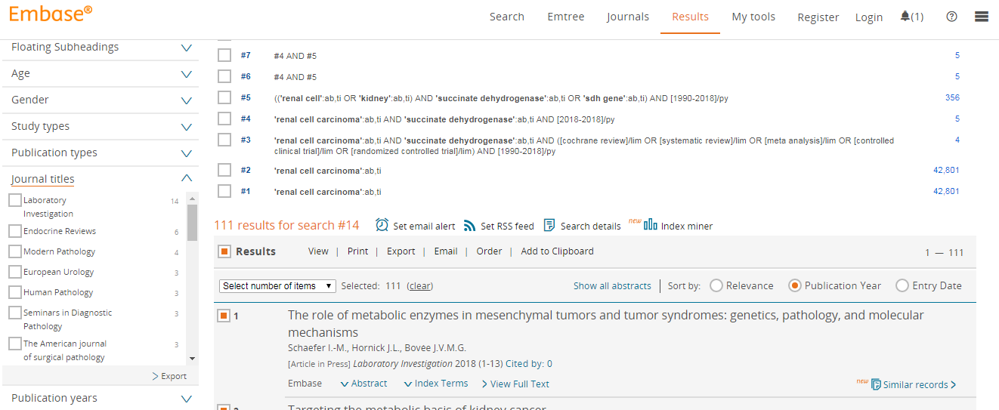 Embase®
Search Emtree Journals Results My tools Register Login (1) ?
Floating Subheadings
Age
Gender
Study types
Publication types
Journal titles
Laboratory Investigation 14
Endocrine Reviews 6
Modern Pathology 4
European Urology 3
Human Pathology 3
Seminars in Diagnostic Pathology 3
The American journal of surgical pathology 3
> Export
Publication years
#7 #4 AND #5 5
#6 #4 AND #5 5
#5 (('renal cell':ab,ti OR 'kidney':ab,ti) AND 'succinate dehydrogenase':ab,ti OR 'sdh gene':ab,ti) AND [1990-2018]/py 356
#4 'renal cell carcinoma':ab,ti AND 'succinate dehydrogenase':ab,ti AND [2018-2018]/py 5
#3 'renal cell carcinoma':ab,ti AND 'succinate dehydrogenase':ab,ti AND ([cochrane review]/lim OR [systematic review]/lim OR [meta analysis]/lim OR [controlled 4
clinical trial]/lim OR [randomized controlled trial]/lim) AND [1990-2018]/py
#2 'renal cell carcinoma':ab,ti 42,801
#1 'renal cell carcinoma':ab,ti 42,801
111 results for search #14 Set email alert Set RSS feed Search details new Index miner
Results View | Print | Export | Email | Order | Add to Clipboard 1 — 111
Select number of items Selected: 111 (clear) Show all abstracts | Sort by: Relevance Publication Year Entry Date
1 The role of metabolic enzymes in mesenchymal tumors and tumor syndromes: genetics, pathology, and molecular
mechanisms
Schaefer I.-M., Hornick J.L., Bovée J.V.M.G.
[Article in Press] Laboratory Investigation 2018 (1-13) Cited by: 0
Embase Abstract Index Terms > View Full Text new Similar records >
2 Targeting the metabolic basis of kidney cancer